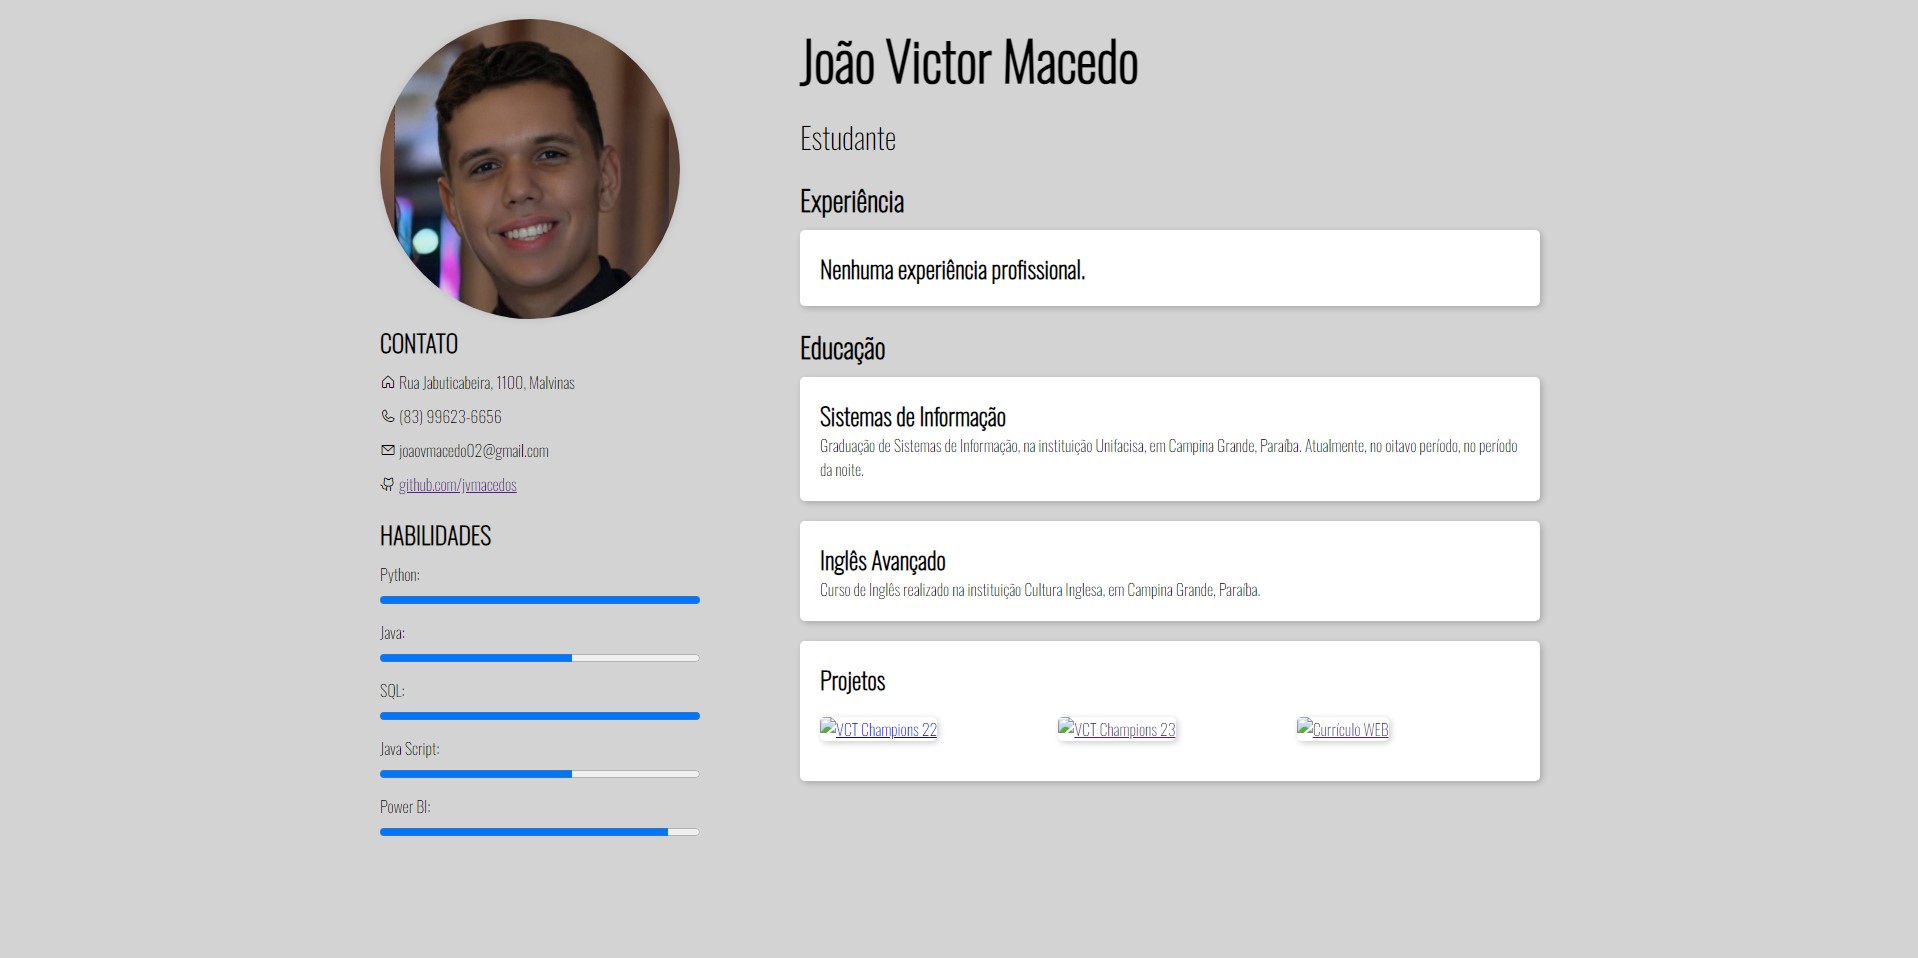 João Victor Macedo
Estudante
Experiência
Nenhuma experiência profissional.
Educação
Sistemas de Informação
Graduação de Sistemas de Informação, na instituição Unifacisa, em Campina Grande, Paraíba. Atualmente, no oitavo período, no período
da noite.
Inglês Avançado
Curso de Inglês realizado na instituição Cultura Inglesa, em Campina Grande, Paraíba.
Projetos
VCT Champions 22
VCT Champions 23
Currículo WEB
CONTATO
Rua Jabuticabeira, 1100, Malvinas
(83) 99623-6656
joaovmacedo02@gmail.com
github.com/jvmacedos
HABILIDADES
Python:
Java:
SQL:
Java Script:
Power BI: